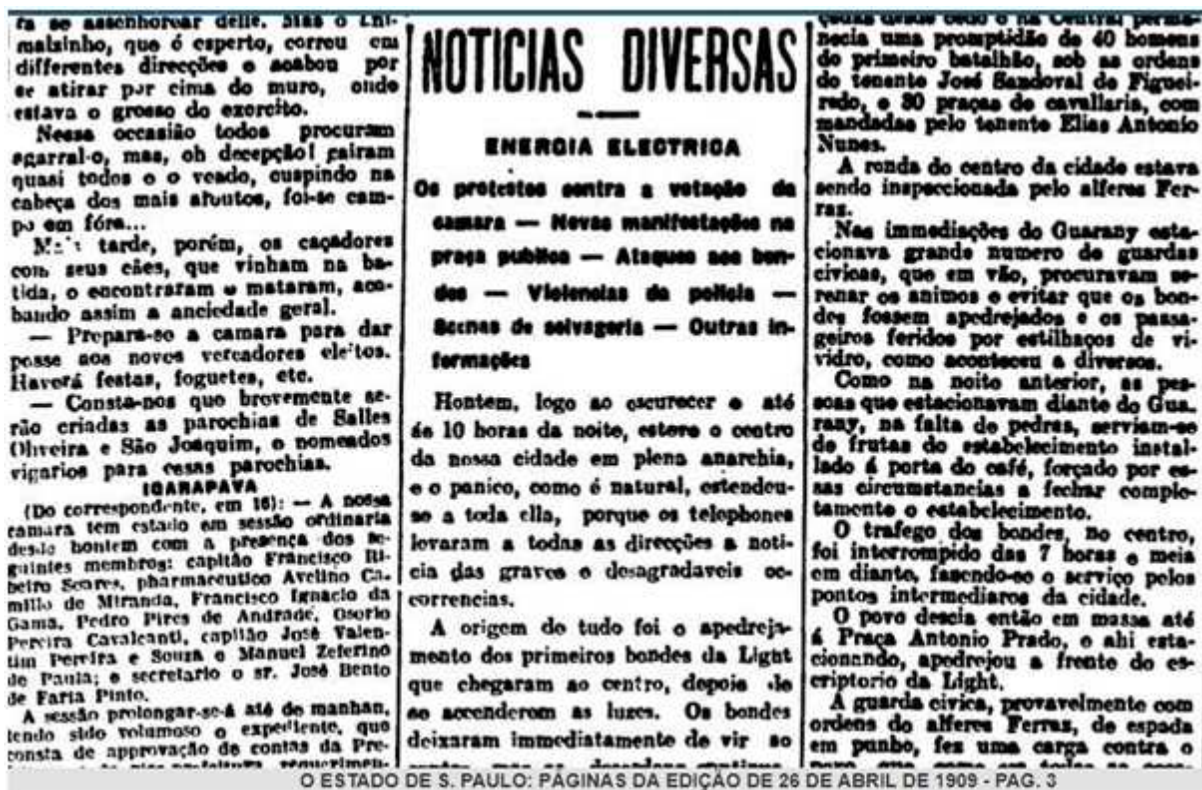 ra se assenhorear delle. Mas o ani-
malsinho, que é esperto, correu em
differentes direcções e acabou por
se atirar por cima do muro, onde
estava o grosso do exercito.
Nessa occasião todos procuram
agarral-o, mas, oh decepção! cairam
quasi todos e o veado, cuspindo na
cabeça dos mais afoutos, foi-se cam-
po em fóra...
Mais tarde, porém, os caçadores
com seus cães, que vinham na ba-
tida, o encontraram e mataram, aca-
bando assim a anciedade geral.
— Prepara-se a camara para dar
posse aos novos vereadores eleitos.
Haverá festas, foguetes, etc.
— Consta-nos que brevemente se-
rão criadas as parochias de Salles
Oliveira e São Joaquim, e nomeados
vigarios para essas parochias.
IGARAPAVA
(Do correspondente, em 16): — A nossa
camara tem estado em sessão ordinaria
desde hontem com a presença dos se-
guintes membros: capitão Francisco Ri-
beiro Soares, pharmaceutico Avelino Ca-
millo de Miranda, Francisco Ignacio da
Gama, Pedro Pires de Andrade, Osorio
Pereira Cavalcanti, capitão José Valen-
tim Pereira e Souza e Manuel Zeferino
de Paula; e secretario o sr. José Bento
de Faria Pinto.
A sessão prolongar-se-á até de manhan,
tendo sido volumoso o expediente, que
consta de approvação de contas da Pre-
NOTICIAS DIVERSAS
ENERGIA ELECTRICA
Os protestos contra a votação da
camara — Novas manifestações na
praça publica — Ataques aos bon-
des — Violencias da policia —
Scenas de selvageria — Outras in-
formações
Hontem, logo ao escurecer e até
ás 10 horas da noite, esteve o centro
da nossa cidade em plena anarchia,
e o panico, como é natural, estendeu-
se a toda ella, porque os telephones
levaram a todas as direcções a noti-
cia das graves e desagradaveis oc-
correncias.
A origem de tudo foi o apedreja-
mento dos primeiros bondes da Light
que chegaram ao centro, depois de
se accenderem as luzes. Os bondes
deixaram immediatamente de vir ao
çadas desde cedo e na Central perma-
necia uma promptidão de 40 homens
do primeiro batalhão, sob as ordens
do tenente José Sandoval de Figuei-
redo, e 30 praças de cavallaria, com
mandadas pelo tenente Elias Antonio
Nunes.
A ronda do centro da cidade estava
sendo inspeccionada pelo alferes Fer-
raz.
Nas immediações do Guarany esta-
cionava grande numero de guardas
civicas, que em vão, procuravam se-
renar os animos e evitar que os bon-
des fossem apedrejados e os passa-
geiros feridos por estilhaços de vi-
vidro, como aconteceu a diversos.
Como na noite anterior, as pes-
soas que estacionavam diante do Gua-
rany, na falta de pedras, serviam-se
de frutas do estabelecimento instal-
lado á porta do café, forçado por es-
sas circumstancias a fechar comple-
tamente o estabelecimento.
O trafego dos bondes, no centro,
foi interrompido das 7 horas e meia
em diante, fasendo-se o serviço pelos
pontos intermediaros da cidade.
O povo descia então em massa até
á Praça Antonio Prado, e ahi esta-
cionando, apedrejou a frente do es-
criptorio da Light.
A guarda civica, provavelmente com
ordens do alferes Ferraz, de espada
em punho, fez uma carga contra o
O ESTADO DE S. PAULO: PÁGINAS DA EDIÇÃO DE 26 DE ABRIL DE 1909 - PAG. 3